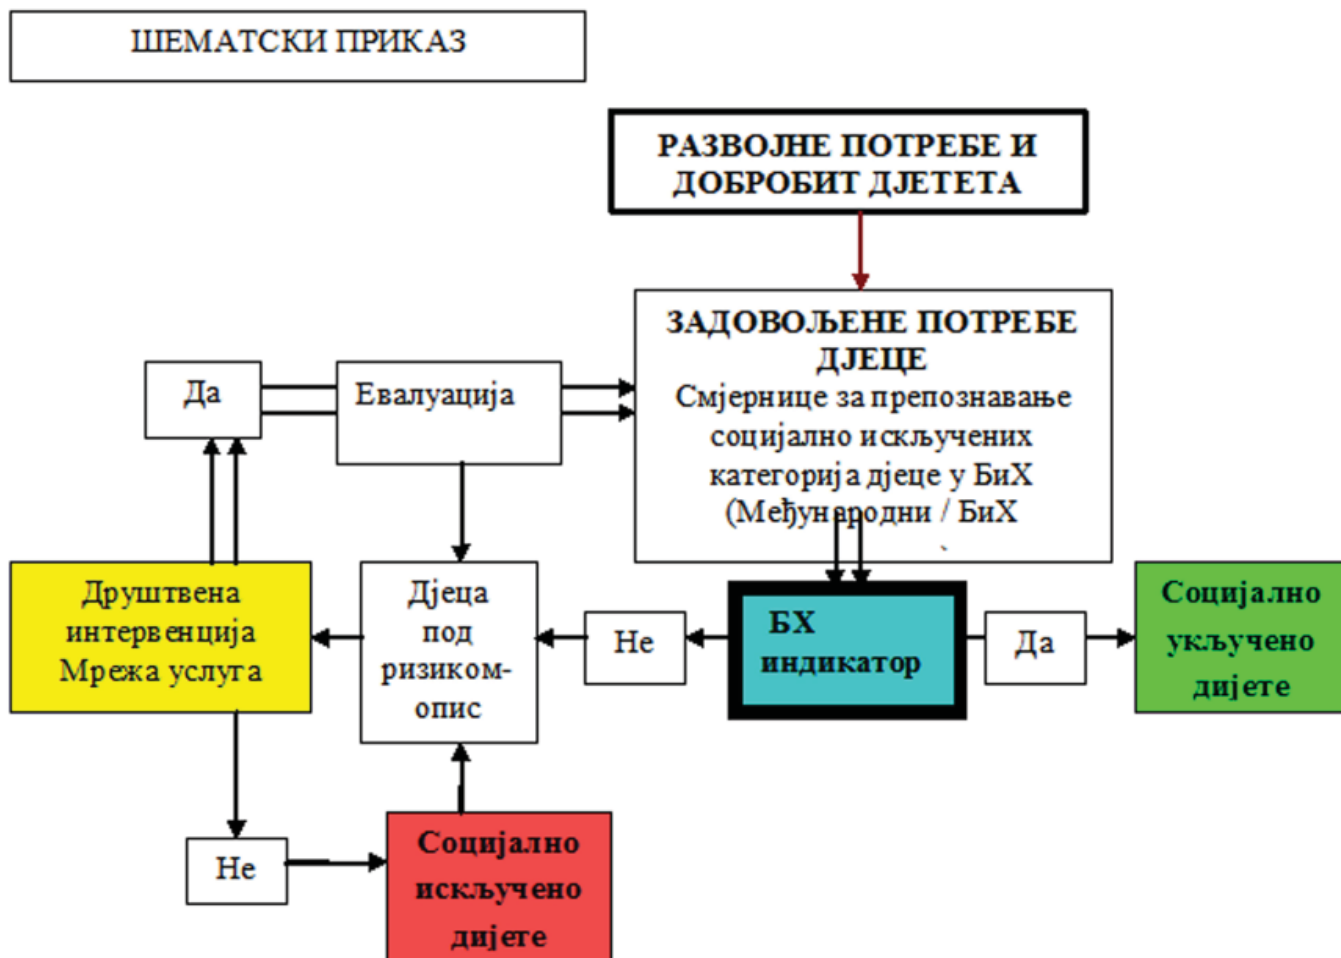 ШЕМАТСКИ ПРИКАЗ
РАЗВОЈНЕ ПОТРЕБЕ И
ДОБРОБИТ ДЈЕТЕТА
ЗАДОВОЉЕНЕ ПОТРЕБЕ
ДЈЕЦЕ
Смјернице за препознавање
социјално искључених
категорија дјеце у БиХ
(Међународни / БиХ
Да
Евалуација
Друштвена
интервенција
Мрежа услуга
Дјеца
под
ризиком-
опис
Не
БХ
индикатор
Да
Социјално
укључено
дијете
Не
Социјално
искључено
дијете